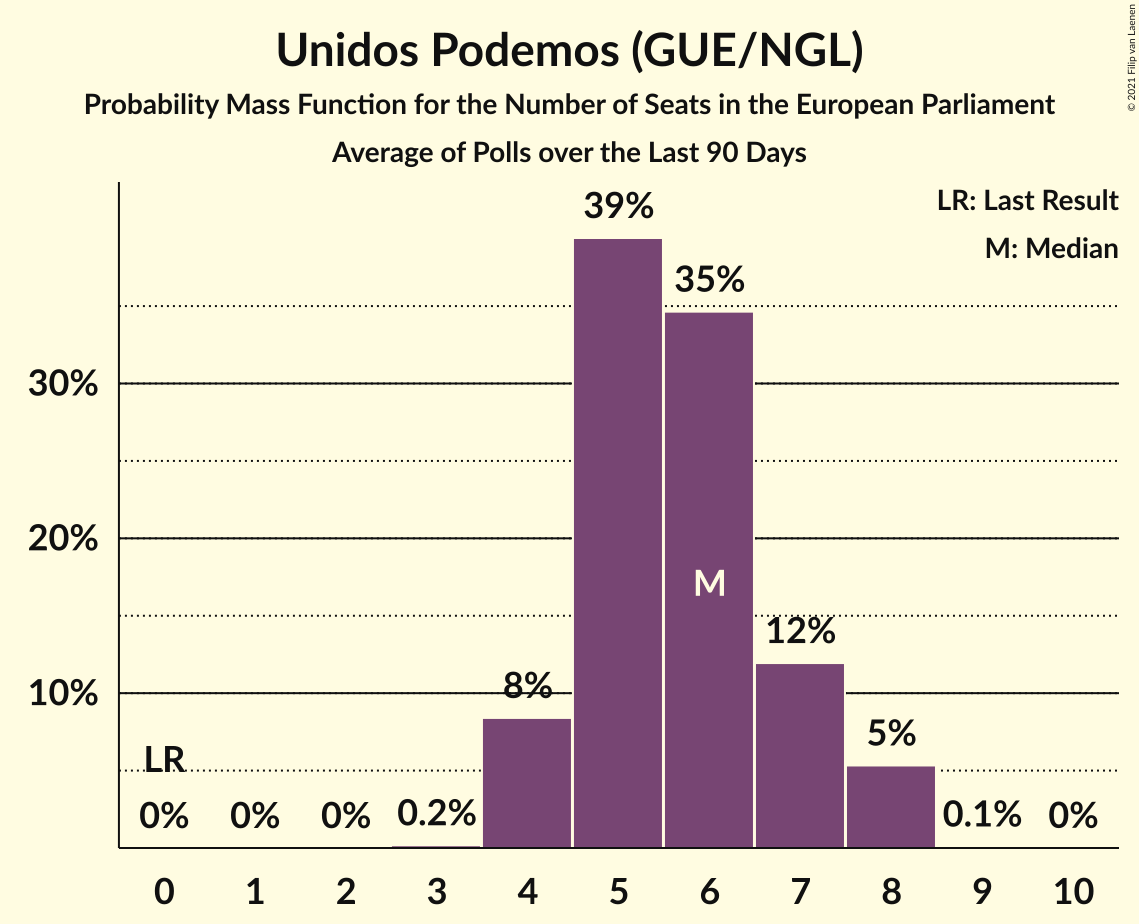 Unidos Podemos (GUE/NGL)
Probability Mass Function for the Number of Seats in the European Parliament
Average of Polls over the Last 90 Days
© 2021 Filip van Laenen
LR: Last Result
M: Median
39%
35%
30%
20%
M
12%
10%
8%
5%
LR
0%
0%
0%
0.2%
0.1%
0%
0 1 2 3 4 5 6 7 8 9 10